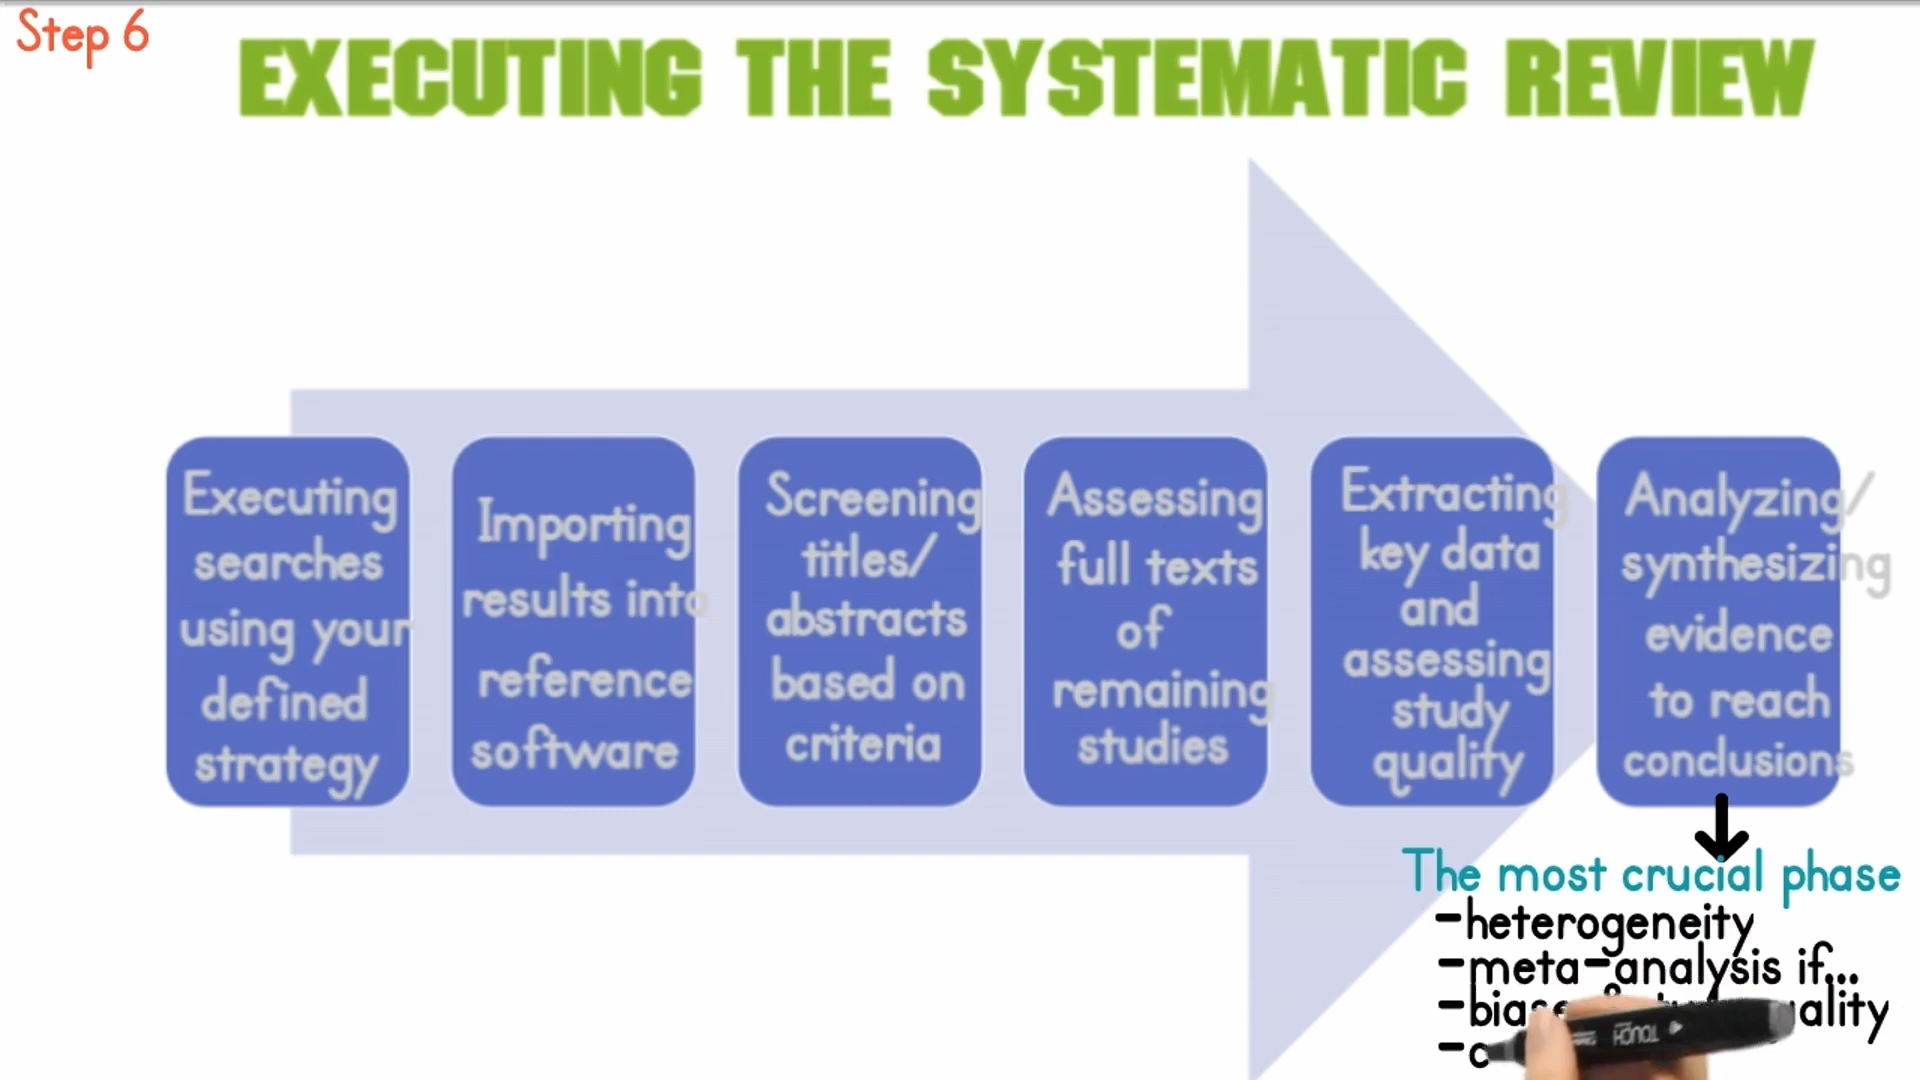 Step 6
EXECUTING THE SYSTEMATIC REVIEW
Executing
searches
using your
defined
strategy
Importing
results into
reference
software
Screening
titles/
abstracts
based on
criteria
Assessing
full texts
of
remaining
studies
Extracting
key data
and
assessing
study
quality
Analyzing/
synthesizing
evidence
to reach
conclusions
The most crucial phase
-heterogeneity
-meta-analysis if...
TOUCH